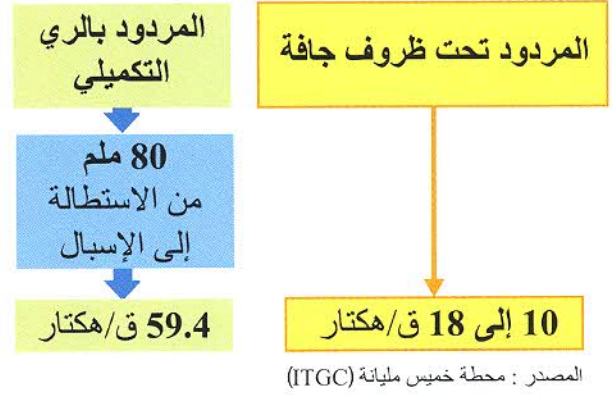 المردود تحت ظروف جافة
10 إلى 18 ق/هكتار
المردود بالري
التكميلي
80 ملم
من الاستطالة
إلى الإسبال
59.4 ق/هكتار
المصدر : محطة خميس مليانة (ITGC)